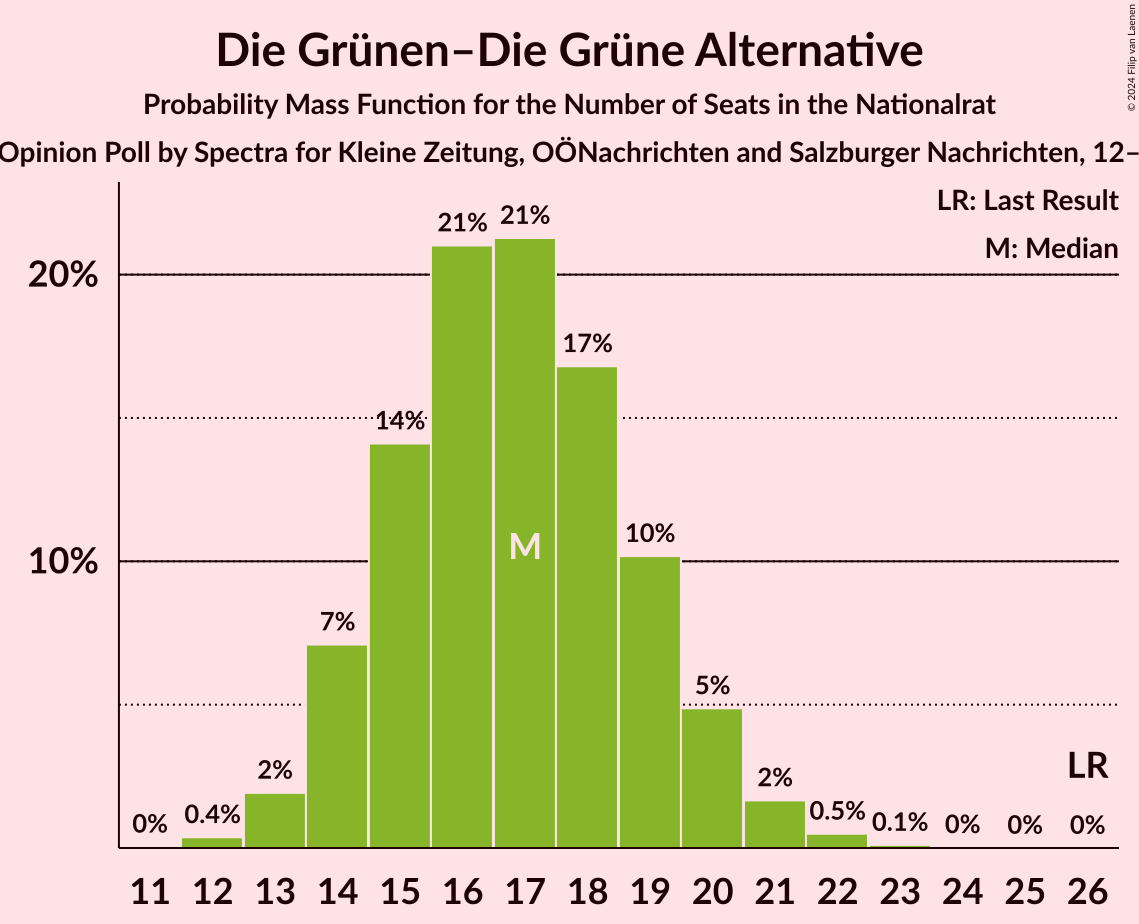 Die Grünen–Die Grüne Alternative
Probability Mass Function for the Number of Seats in the Nationalrat
Opinion Poll by Spectra for Kleine Zeitung, OÖNachrichten and Salzburger Nachrichten, 12–
© 2024 Filip van Laenen
LR: Last Result
M: Median
20%
10%
0% 0.4% 2% 7% 14% 21% 21% 17% 10% 5% 2% 0.5% 0.1% 0% 0% 0%
M
LR
11 12 13 14 15 16 17 18 19 20 21 22 23 24 25 26